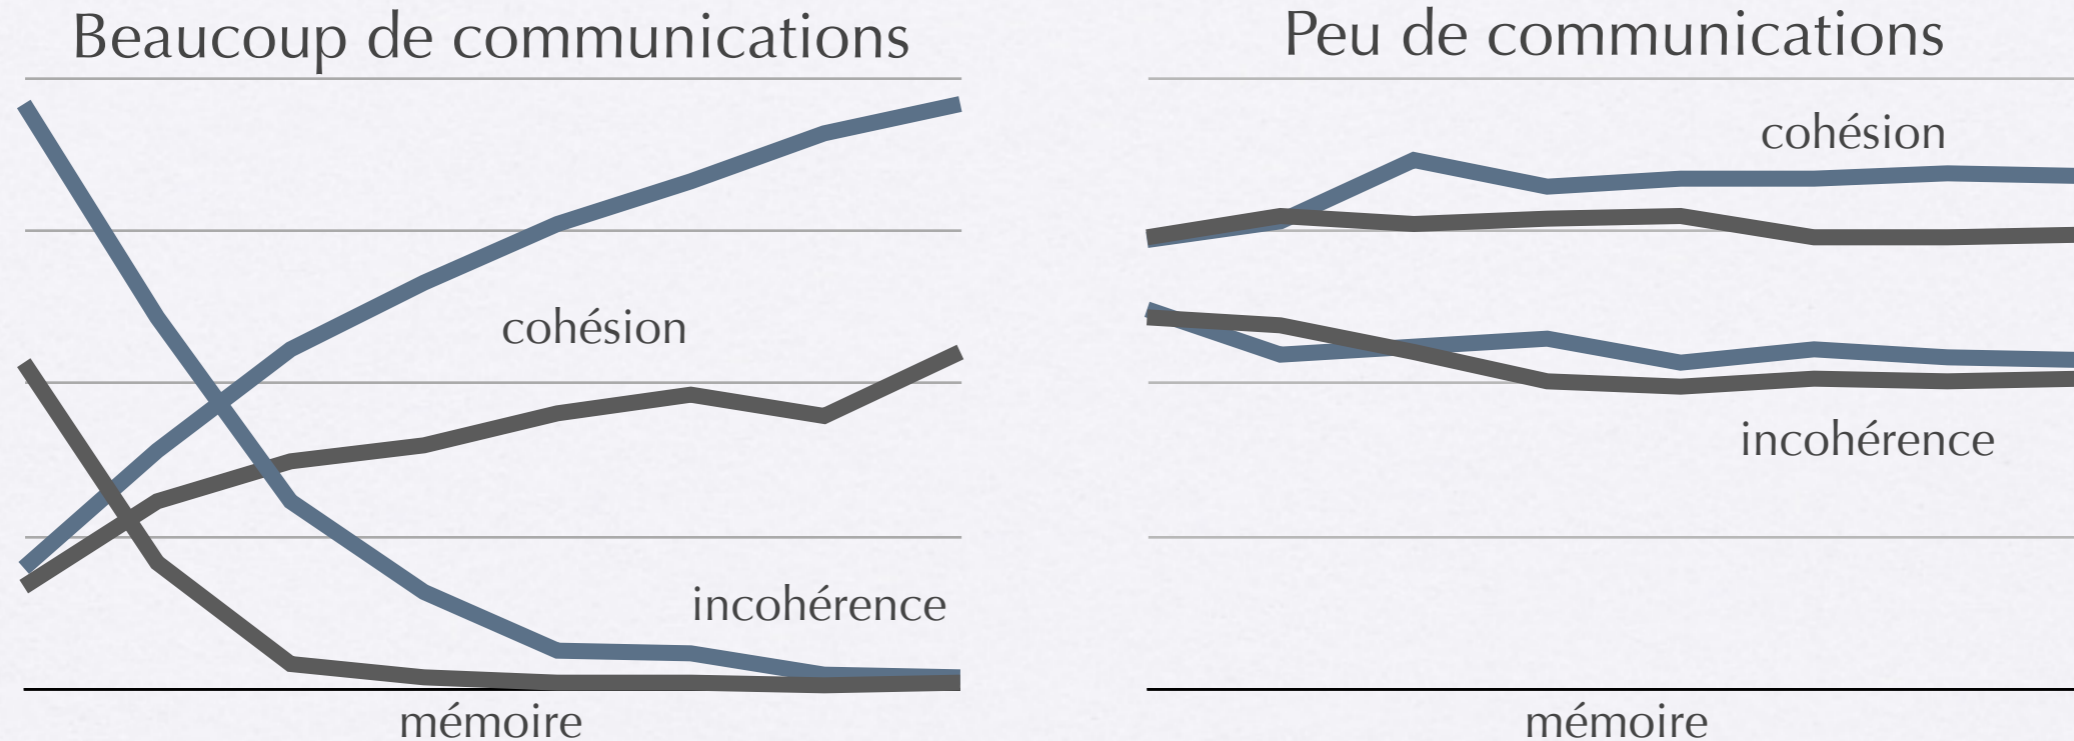 Beaucoup de communications
cohésion
incohérence
mémoire
Peu de communications
cohésion
incohérence
mémoire